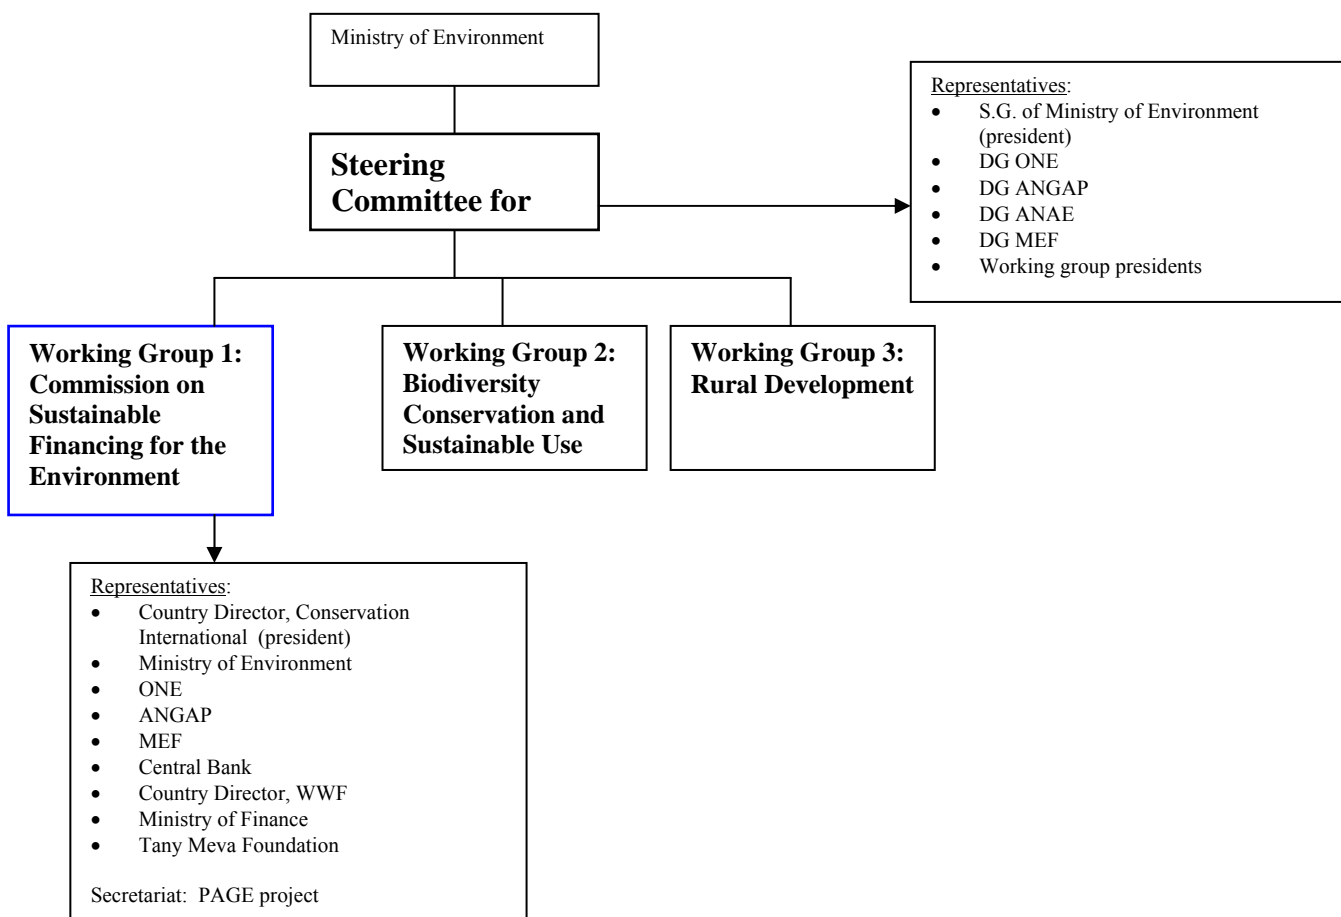 Ministry of Environment
Steering
Committee for
Representatives:
• S.G. of Ministry of Environment
(president)
• DG ONE
• DG ANGAP
• DG ANAE
• DG MEF
• Working group presidents
Working Group 1:
Commission on
Sustainable
Financing for the
Environment
Working Group 2:
Biodiversity
Conservation and
Sustainable Use
Working Group 3:
Rural Development
Representatives:
• Country Director, Conservation
International (president)
• Ministry of Environment
• ONE
• ANGAP
• MEF
• Central Bank
• Country Director, WWF
• Ministry of Finance
• Tany Meva Foundation
Secretariat: PAGE project